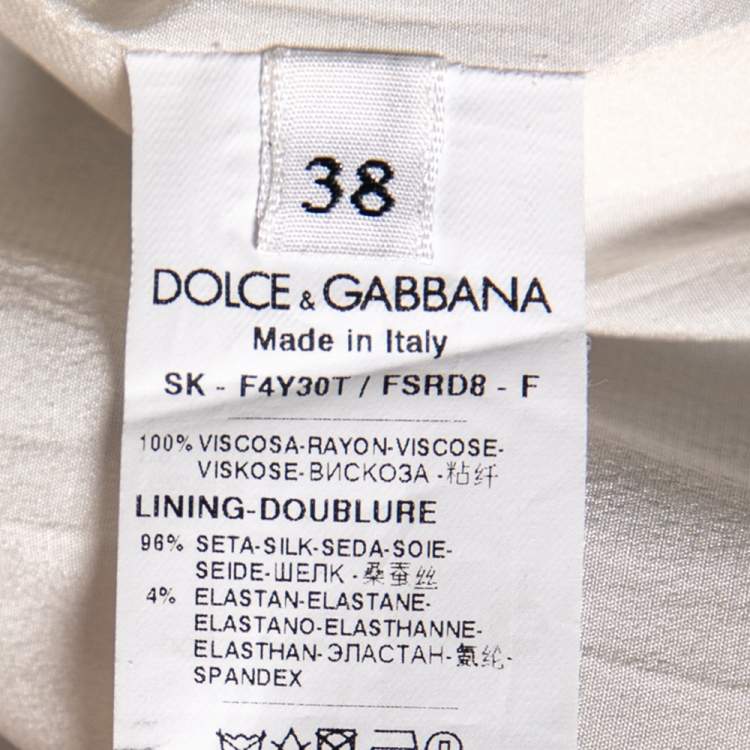 38
DOLCE & GABBANA
Made in Italy
SK - F4Y30T / FSRD8 - F
100% VISCOSA-RAYON-VISCOSE-
VISKOSE-ВИСКОЗА -粘纤
LINING-DOUBLURE
96% SETA-SILK-SEDA-SOIE-
SEIDE-ШЕЛК -桑蚕丝
4% ELASTAN-ELASTANE-
ELASTANO-ELASTHANNE-
ELASTHAN-ЭЛАСТАН-氨纶-
SPANDEX